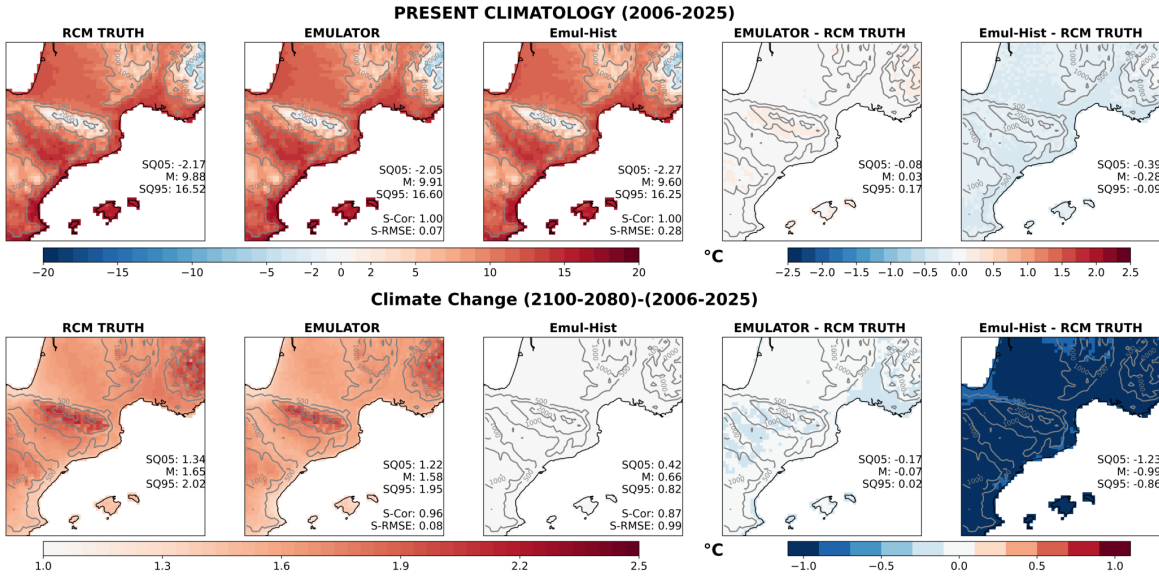 PRESENT CLIMATOLOGY (2006-2025)
RCM TRUTH
EMULATOR
Emul-Hist
EMULATOR - RCM TRUTH
Emul-Hist - RCM TRUTH
SQ05: -2.17
M: 9.88
SQ95: 16.52
SQ05: -2.05
M: 9.91
SQ95: 16.60
S-Cor: 1.00
S-RMSE: 0.07
SQ05: -2.27
M: 9.60
SQ95: 16.25
S-Cor: 1.00
S-RMSE: 0.28
SQ05: -0.08
M: 0.03
SQ95: 0.17
SQ05: -0.39
M: -0.28
SQ95: -0.09
−20 −15 −10 −5 −2 0 2 5 10 15 20
°C
−2.5 −2.0 −1.5 −1.0 −0.5 0.0 0.5 1.0 1.5 2.0 2.5
Climate Change (2100-2080)-(2006-2025)
RCM TRUTH
EMULATOR
Emul-Hist
EMULATOR - RCM TRUTH
Emul-Hist - RCM TRUTH
SQ05: 1.34
M: 1.65
SQ95: 2.02
SQ05: 1.22
M: 1.58
SQ95: 1.95
S-Cor: 0.96
S-RMSE: 0.08
SQ05: 0.42
M: 0.66
SQ95: 0.82
S-Cor: 0.87
S-RMSE: 0.99
SQ05: -0.17
M: -0.07
SQ95: 0.02
SQ05: -1.23
M: -0.99
SQ95: -0.86
1.0 1.3 1.6 1.9 2.2 2.5
°C
−1.0 −0.5 0.0 0.5 1.0